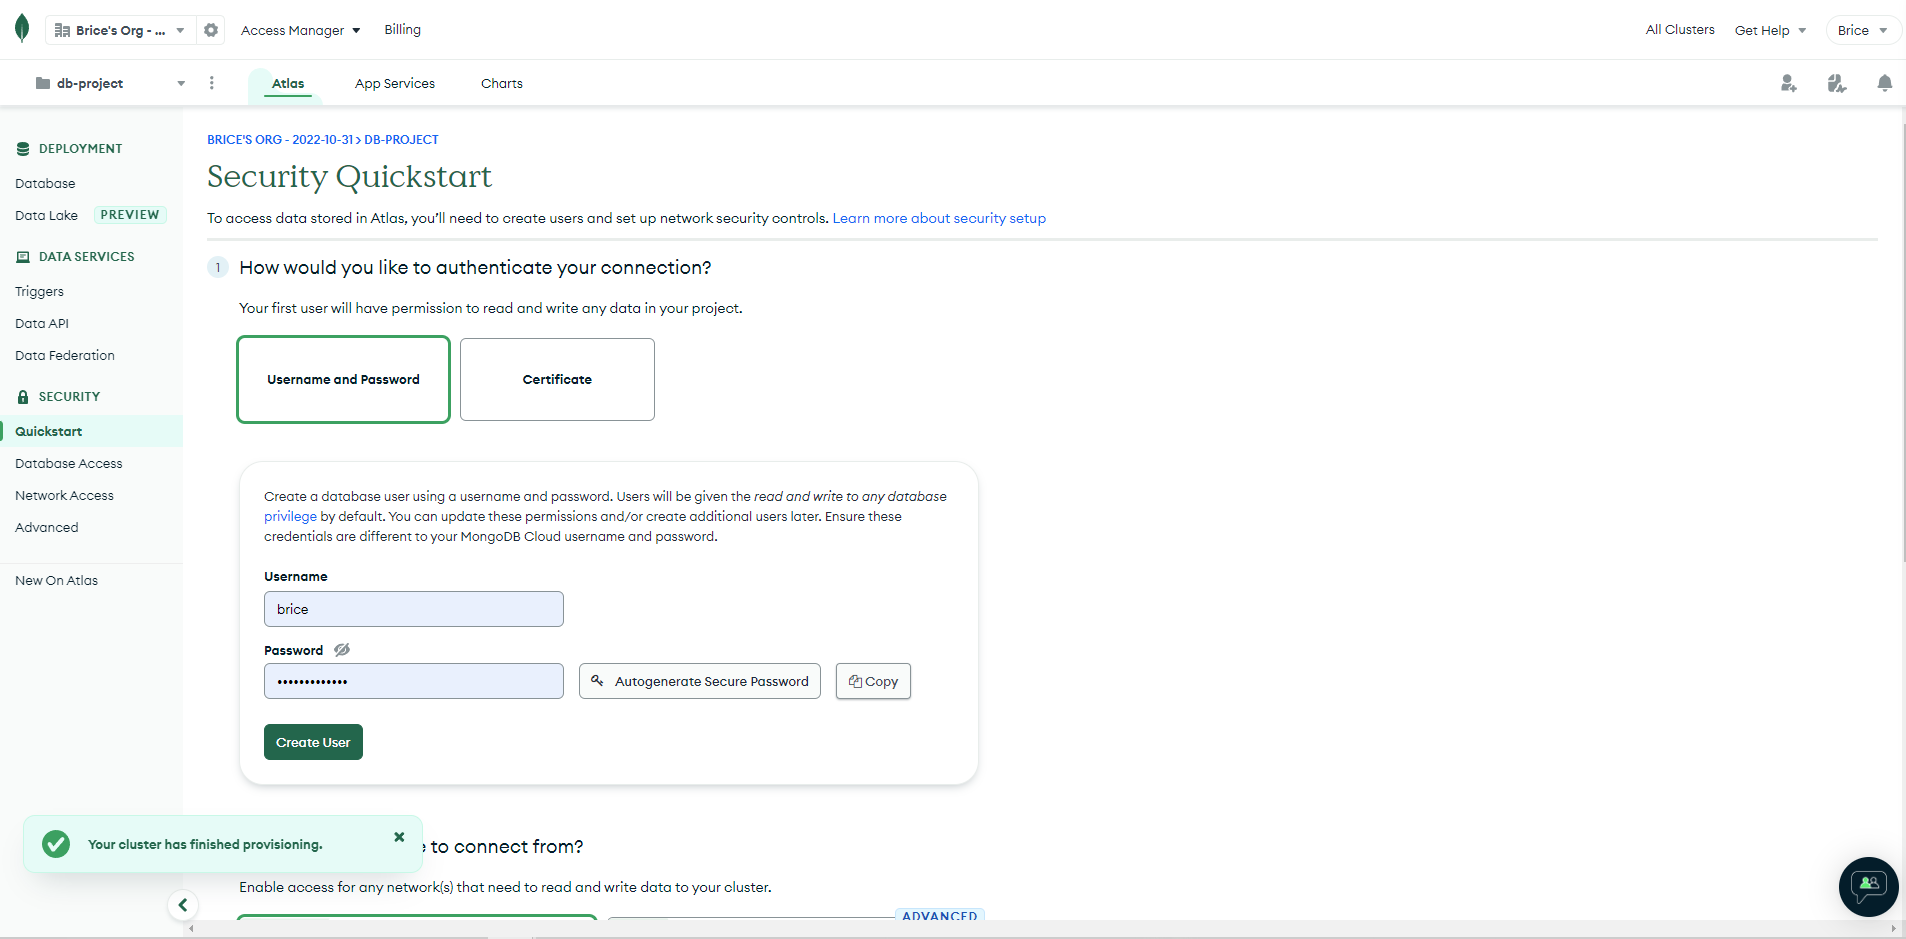 Brice's Org - ...
Access Manager
Billing
All Clusters
Get Help
Brice
db-project
Atlas
App Services
Charts
DEPLOYMENT
Database
Data Lake PREVIEW
DATA SERVICES
Triggers
Data API
Data Federation
SECURITY
Quickstart
Database Access
Network Access
Advanced
New On Atlas
BRICE'S ORG - 2022-10-31 > DB-PROJECT
Security Quickstart
To access data stored in Atlas, you’ll need to create users and set up network security controls. Learn more about security setup
1 How would you like to authenticate your connection?
Your first user will have permission to read and write any data in your project.
Username and Password
Certificate
Create a database user using a username and password. Users will be given the read and write to any database
privilege by default. You can update these permissions and/or create additional users later. Ensure these
credentials are different to your MongoDB Cloud username and password.
Username
brice
Password
•••••••••••••
Autogenerate Secure Password
Copy
Create User
Your cluster has finished provisioning.
to connect from?
Enable access for any network(s) that need to read and write data to your cluster.
ADVANCED